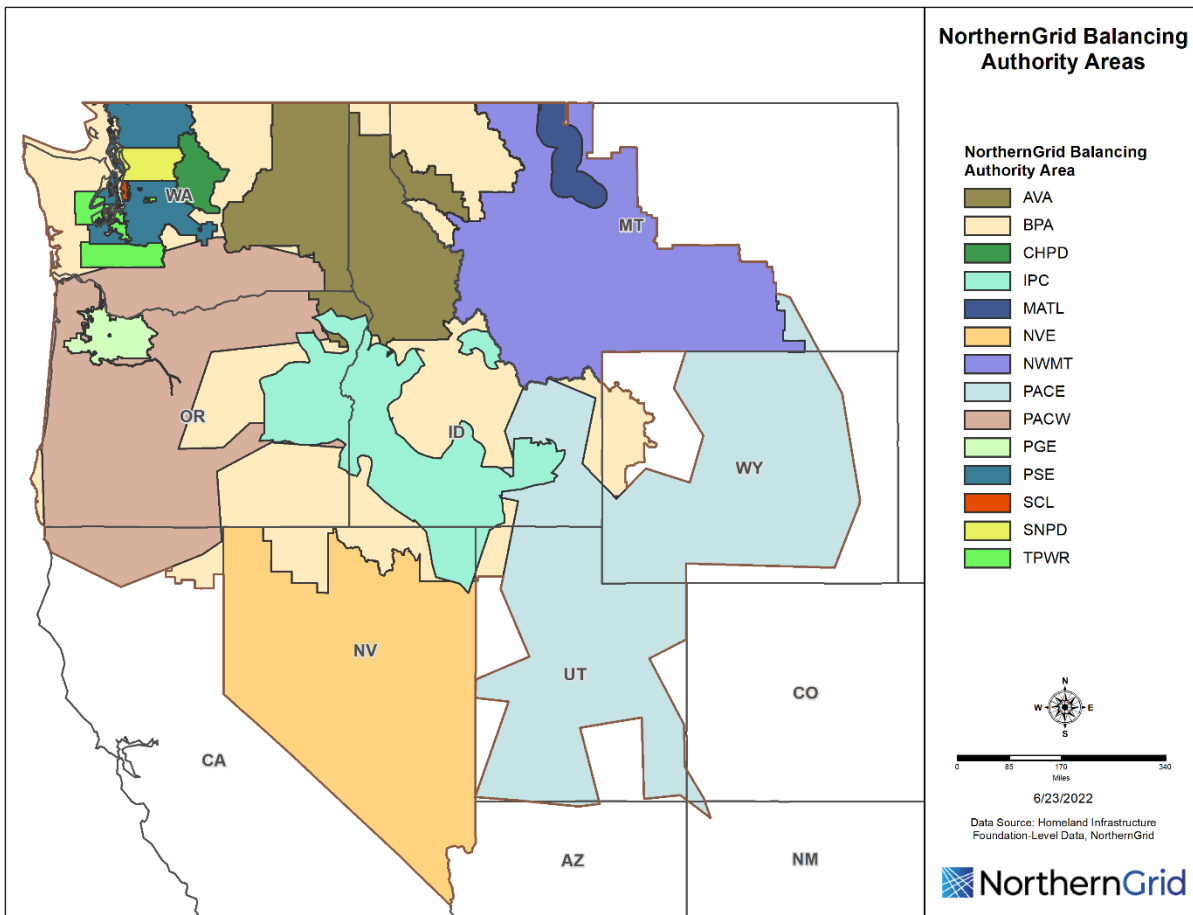 NorthernGrid Balancing
Authority Areas
NorthernGrid Balancing
Authority Area
AVA
BPA
CHPD
IPC
MATL
NVE
NWMT
PACE
PACW
PGE
PSE
SCL
SNPD
TPWR
WA
MT
OR
ID
WY
NV
UT
CO
CA
AZ
NM
N
W E
S
0 85 170 340
Miles
6/23/2022
Data Source: Homeland Infrastructure
Foundation-Level Data, NorthernGrid
NorthernGrid